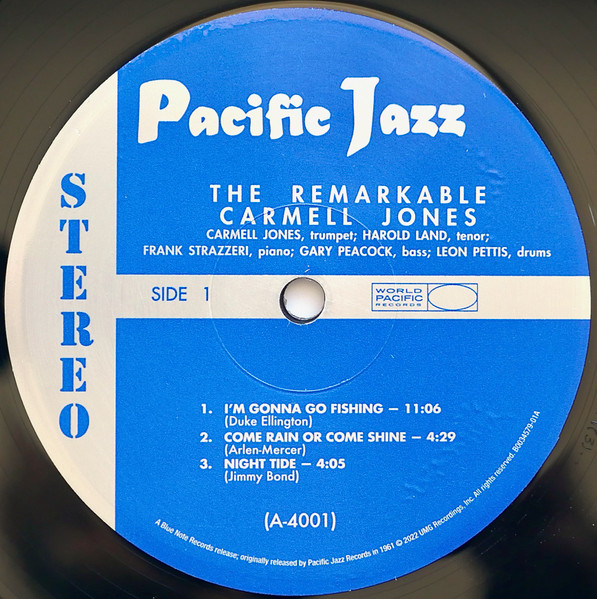 Pacific Jazz
STEREO
THE REMARKABLE
CARMELL JONES
CARMELL JONES, trumpet; HAROLD LAND, tenor;
FRANK STRAZZERI, piano; GARY PEACOCK, bass; LEON PETTIS, drums
SIDE 1
WORLD
PACIFIC
RECORDS
1. I'M GONNA GO FISHING – 11:06
(Duke Ellington)
2. COME RAIN OR COME SHINE – 4:29
(Arlen-Mercer)
3. NIGHT TIDE – 4:05
(Jimmy Bond)
(A-4001)
A Blue Note Records release; originally released by Pacific Jazz Records in 1961 © 2022 UMG Recordings, Inc. All rights reserved. B0034579-01A